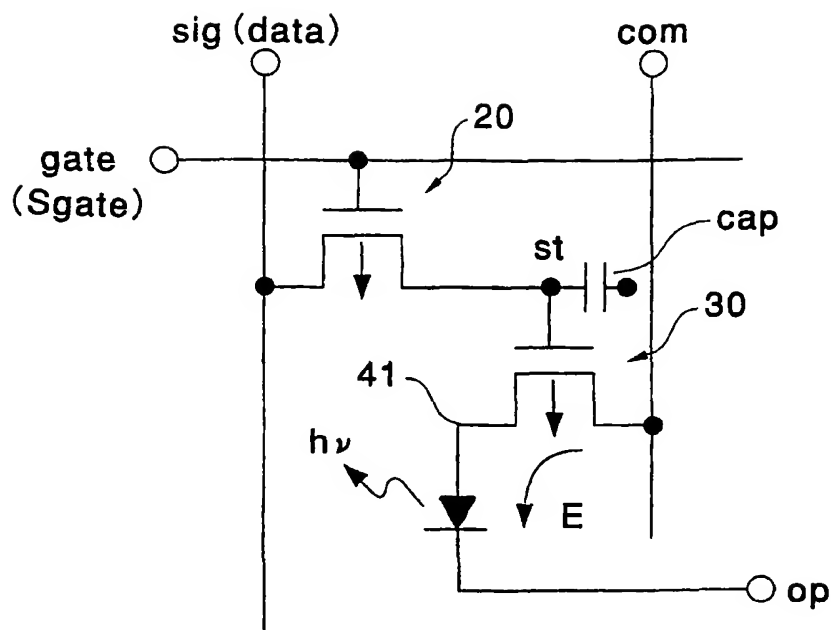 sig (data)
com
20
gate
(Sgate)
cap
st
30
41
hν
E
op